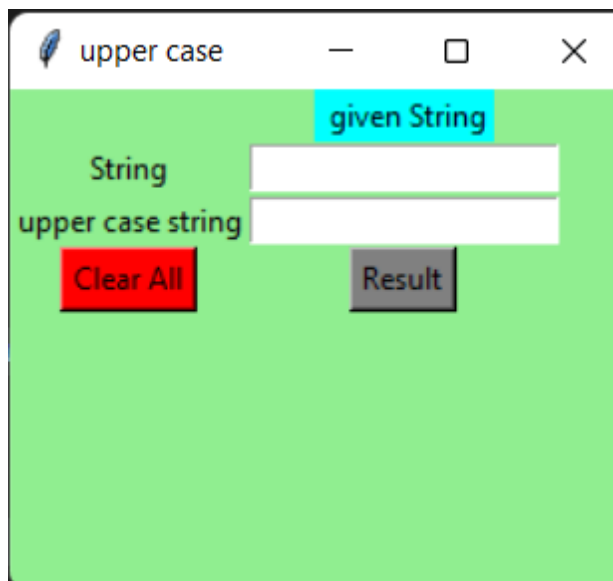 upper case
given String
String
upper case string
Clear All Result